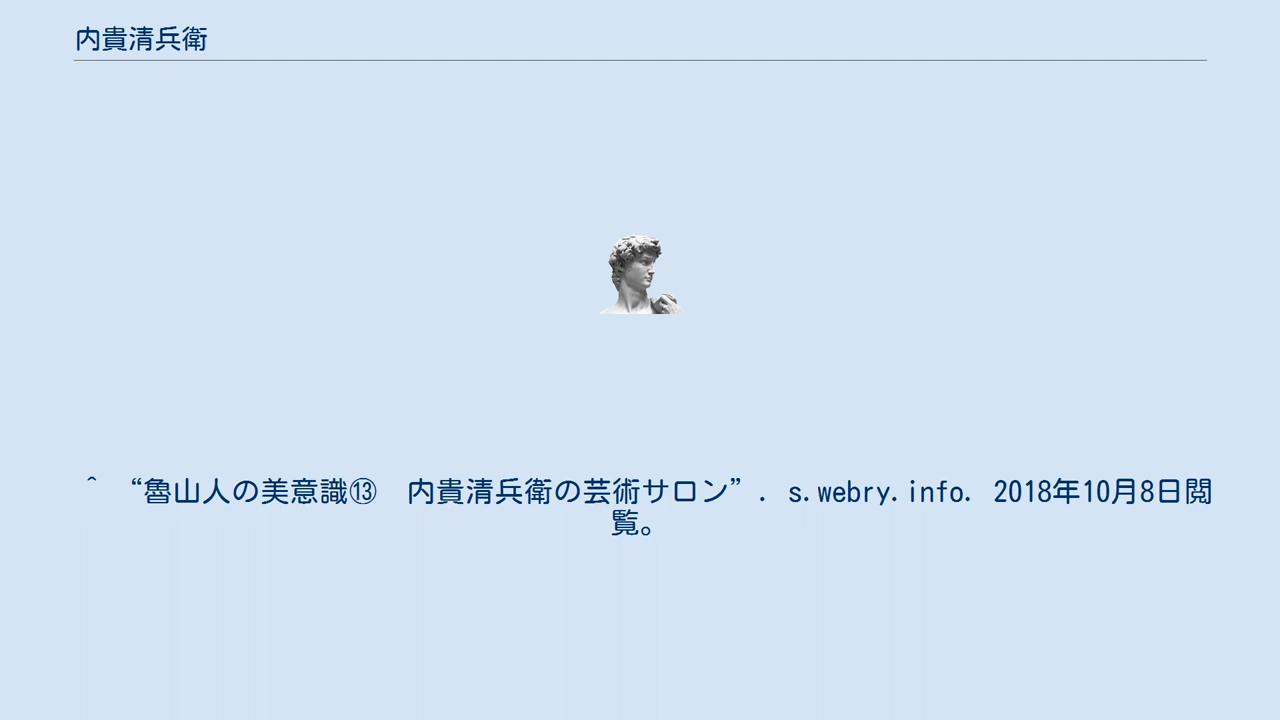 内貴清兵衛
^ “魯山人の美意識⑬　内貴清兵衛の芸術サロン”. s.webry.info. 2018年10月8日閲
覧。